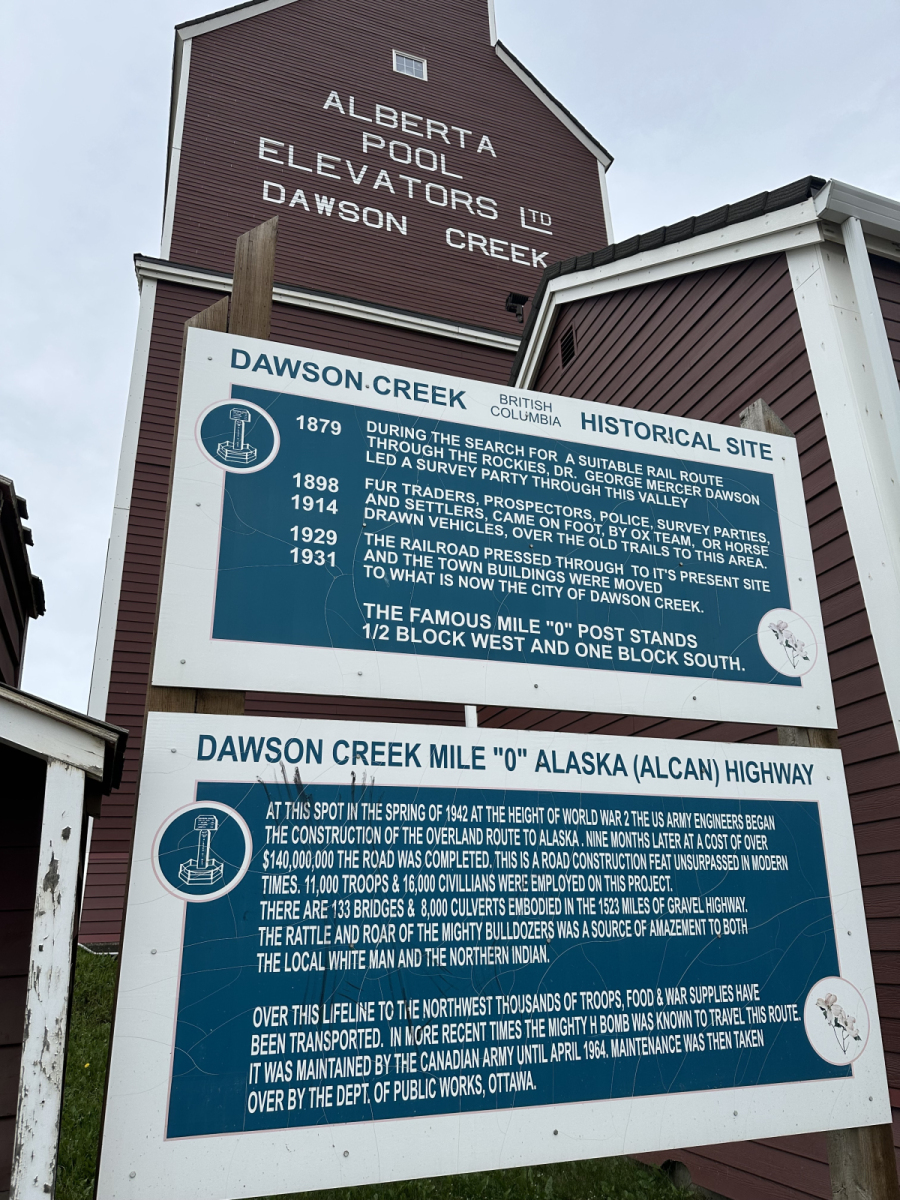 ALBERTA
POOL
ELEVATORS LTD
DAWSON CREEK
DAWSON CREEK BRITISH COLUMBIA HISTORICAL SITE
1879 DURING THE SEARCH FOR A SUITABLE RAIL ROUTE
THROUGH THE ROCKIES, DR. GEORGE MERCER DAWSON
LED A SURVEY PARTY THROUGH THIS VALLEY
1898 FUR TRADERS, PROSPECTORS, POLICE, SURVEY PARTIES,
1914 AND SETTLERS, CAME ON FOOT, BY OX TEAM, OR HORSE
DRAWN VEHICLES, OVER THE OLD TRAILS TO THIS AREA.
1929 THE RAILROAD PRESSED THROUGH TO IT'S PRESENT SITE
1931 AND THE TOWN BUILDINGS WERE MOVED
TO WHAT IS NOW THE CITY OF DAWSON CREEK.
THE FAMOUS MILE "0" POST STANDS
1/2 BLOCK WEST AND ONE BLOCK SOUTH.
DAWSON CREEK MILE "0" ALASKA (ALCAN) HIGHWAY
AT THIS SPOT IN THE SPRING OF 1942 AT THE HEIGHT OF WORLD WAR 2 THE US ARMY ENGINEERS BEGAN
THE CONSTRUCTION OF THE OVERLAND ROUTE TO ALASKA . NINE MONTHS LATER AT A COST OF OVER
$140,000,000 THE ROAD WAS COMPLETED. THIS IS A ROAD CONSTRUCTION FEAT UNSURPASSED IN MODERN
TIMES. 11,000 TROOPS & 16,000 CIVILLIANS WERE EMPLOYED ON THIS PROJECT.
THERE ARE 133 BRIDGES & 8,000 CULVERTS EMBODIED IN THE 1523 MILES OF GRAVEL HIGHWAY.
THE RATTLE AND ROAR OF THE MIGHTY BULLDOZERS WAS A SOURCE OF AMAZEMENT TO BOTH
THE LOCAL WHITE MAN AND THE NORTHERN INDIAN.
OVER THIS LIFELINE TO THE NORTHWEST THOUSANDS OF TROOPS, FOOD & WAR SUPPLIES HAVE
BEEN TRANSPORTED. IN MORE RECENT TIMES THE MIGHTY H BOMB WAS KNOWN TO TRAVEL THIS ROUTE.
IT WAS MAINTAINED BY THE CANADIAN ARMY UNTIL APRIL 1964. MAINTENANCE WAS THEN TAKEN
OVER BY THE DEPT. OF PUBLIC WORKS, OTTAWA.